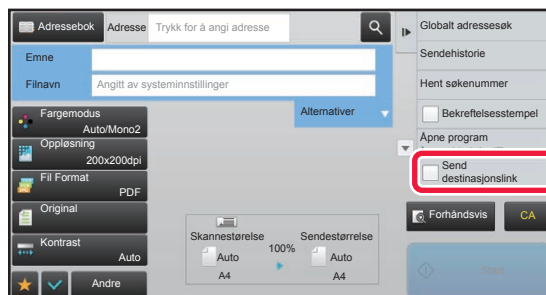 Adressebok
Adresse
Trykk for å angi adresse
Emne
Filnavn
Angitt av systeminnstillinger
Alternativer
Fargemodus
Auto/Mono2
Oppløsning
200x200dpi
Fil Format
PDF
Original
Kontrast
Auto
Andre
Skannestørelse
Auto
A4
100%
Sendestørrelse
Auto
A4
Globalt adressesøk
Sendehistorie
Hent søkenummer
Bekreftelsesstempel
Åpne program
Send
destinasjonslink
Forhåndsvis
CA
Start